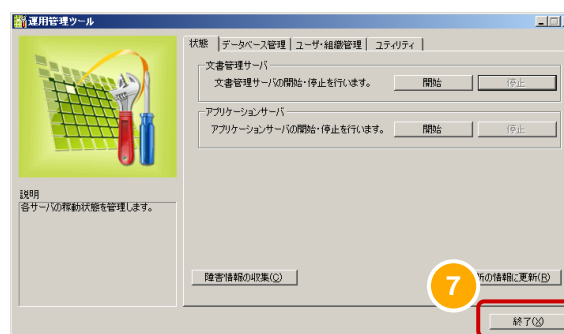 運用管理ツール
状態
データベース管理
ユーザ・組織管理
ユティリティ
文書管理サーバ
文書管理サーバの開始・停止を行います。
開始
停止
アプリケーションサーバ
アプリケーションサーバの開始・停止を行います。
開始
停止
説明
各サーバの稼動状態を管理します。
障害情報の収集(C)
7
新の情報に更新(R)
終了(X)